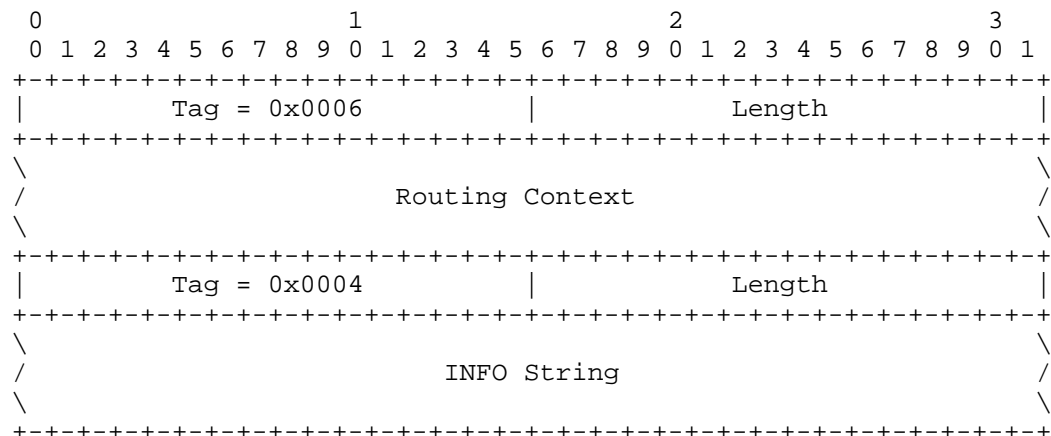 0                   1                   2                   3
 0 1 2 3 4 5 6 7 8 9 0 1 2 3 4 5 6 7 8 9 0 1 2 3 4 5 6 7 8 9 0 1
+-+-+-+-+-+-+-+-+-+-+-+-+-+-+-+-+-+-+-+-+-+-+-+-+-+-+-+-+-+-+-+-+
|         Tag = 0x0006          |            Length             |
+-+-+-+-+-+-+-+-+-+-+-+-+-+-+-+-+-+-+-+-+-+-+-+-+-+-+-+-+-+-+-+-+
\                                                               \
/                       Routing Context                         /
\                                                               \
+-+-+-+-+-+-+-+-+-+-+-+-+-+-+-+-+-+-+-+-+-+-+-+-+-+-+-+-+-+-+-+-+
|         Tag = 0x0004          |            Length             |
+-+-+-+-+-+-+-+-+-+-+-+-+-+-+-+-+-+-+-+-+-+-+-+-+-+-+-+-+-+-+-+-+
\                                                               \
/                          INFO String                          /
\                                                               \
+-+-+-+-+-+-+-+-+-+-+-+-+-+-+-+-+-+-+-+-+-+-+-+-+-+-+-+-+-+-+-+-+